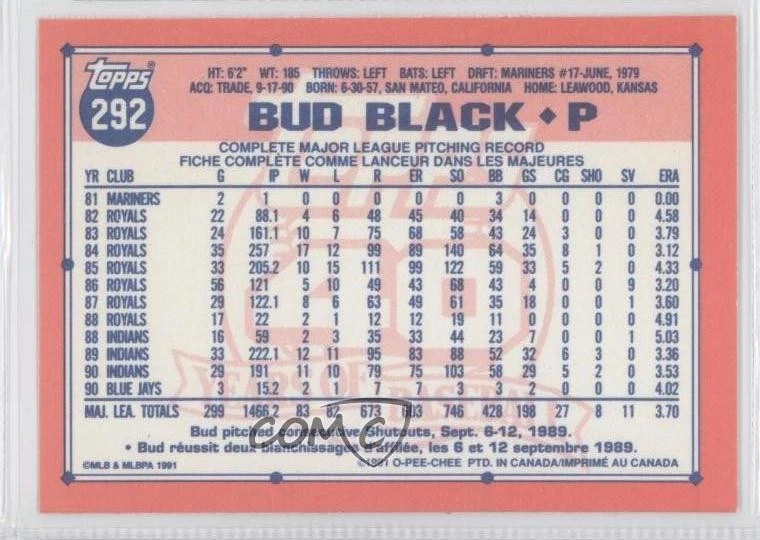 Topps®
292
HT: 6'2" WT: 185 THROWS: LEFT BATS: LEFT DRFT: MARINERS #17-JUNE, 1979
ACQ: TRADE, 9-17-90 BORN: 6-30-57, SAN MATEO, CALIFORNIA HOME: LEAWOOD, KANSAS
BUD BLACK ◆ P
COMPLETE MAJOR LEAGUE PITCHING RECORD
FICHE COMPLÈTE COMME LANCEUR DANS LES MAJEURES
YR CLUB G IP W L R ER SO BB GS CG SHO SV ERA
81 MARINERS 2 1 0 0 0 0 0 3 0 0 0 0 0.00
82 ROYALS 22 88.1 4 6 48 45 40 34 14 0 0 0 4.58
83 ROYALS 24 161.1 10 7 75 68 58 43 24 3 0 0 3.79
84 ROYALS 35 257 17 12 99 89 140 64 35 8 1 0 3.12
85 ROYALS 33 205.2 10 15 111 99 122 59 33 5 2 0 4.33
86 ROYALS 56 121 5 10 49 43 68 43 4 0 0 9 3.20
87 ROYALS 29 122.1 8 6 63 49 61 35 18 0 0 1 3.60
88 ROYALS 17 22 2 1 12 12 19 11 0 0 0 0 4.91
88 INDIANS 16 59 2 3 35 33 44 23 7 0 0 1 5.03
89 INDIANS 33 222.1 12 11 95 83 88 52 32 6 3 0 3.36
90 INDIANS 29 191 11 10 79 75 103 58 29 5 2 0 3.53
90 BLUE JAYS 3 15.2 2 1 7 7 3 3 2 0 0 0 4.02
MAJ. LEA. TOTALS 299 1466.2 83 82 673 603 746 428 198 27 8 11 3.70
Bud pitched consecutive Shutouts, Sept. 6-12, 1989.
• Bud réussit deux blanchissages d'affilée, les 6 et 12 septembre 1989.
©MLB & MLBPA 1991 ©1991 O-PEE-CHEE PTD. IN CANADA/IMPRIMÉ AU CANADA
YEARS OF BASEBALL
COMC